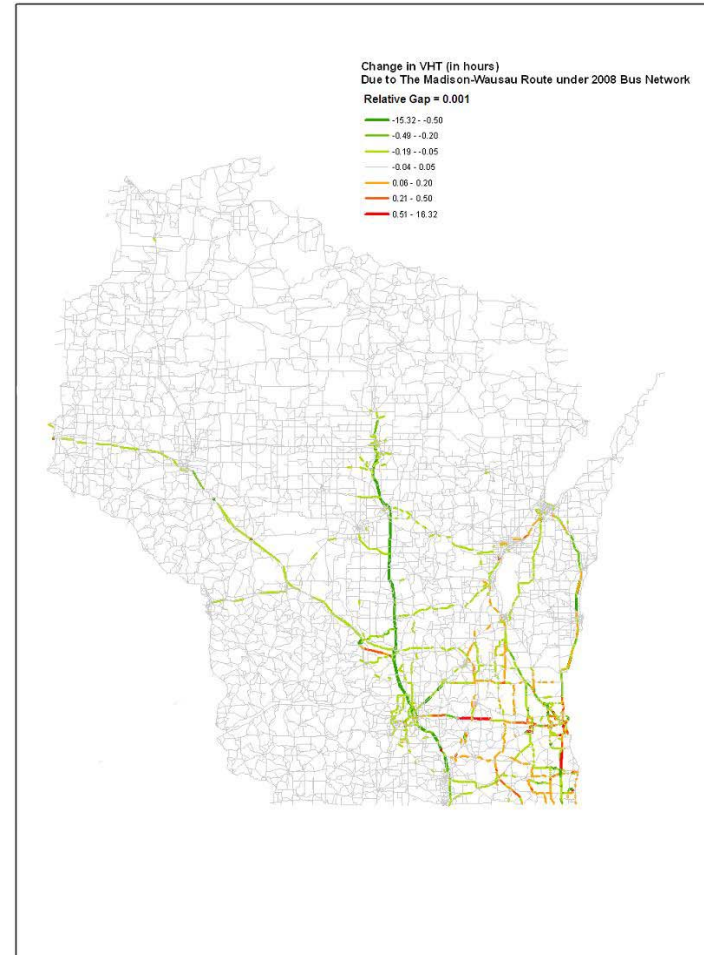 Change in VHT (in hours)
Due to The Madison-Wausau Route under 2008 Bus Network
Relative Gap = 0.001
-15.32 - -0.50
-0.49 - -0.20
-0.19 - -0.05
-0.04 - 0.05
0.06 - 0.20
0.21 - 0.50
0.51 - 16.32